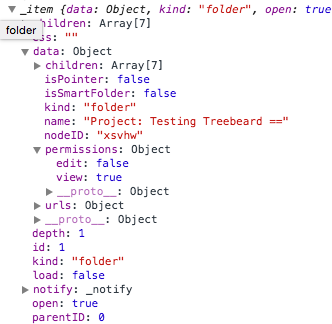 _item {data: Object, kind: "folder", open: true
children: Array[7]
folder
css: ""
data: Object
children: Array[7]
isPointer: false
isSmartFolder: false
kind: "folder"
name: "Project: Testing Treebeard =="
nodeID: "xsvhw"
permissions: Object
edit: false
view: true
__proto__: Object
urls: Object
__proto__: Object
depth: 1
id: 1
kind: "folder"
load: false
notify: _notify
open: true
parentID: 0